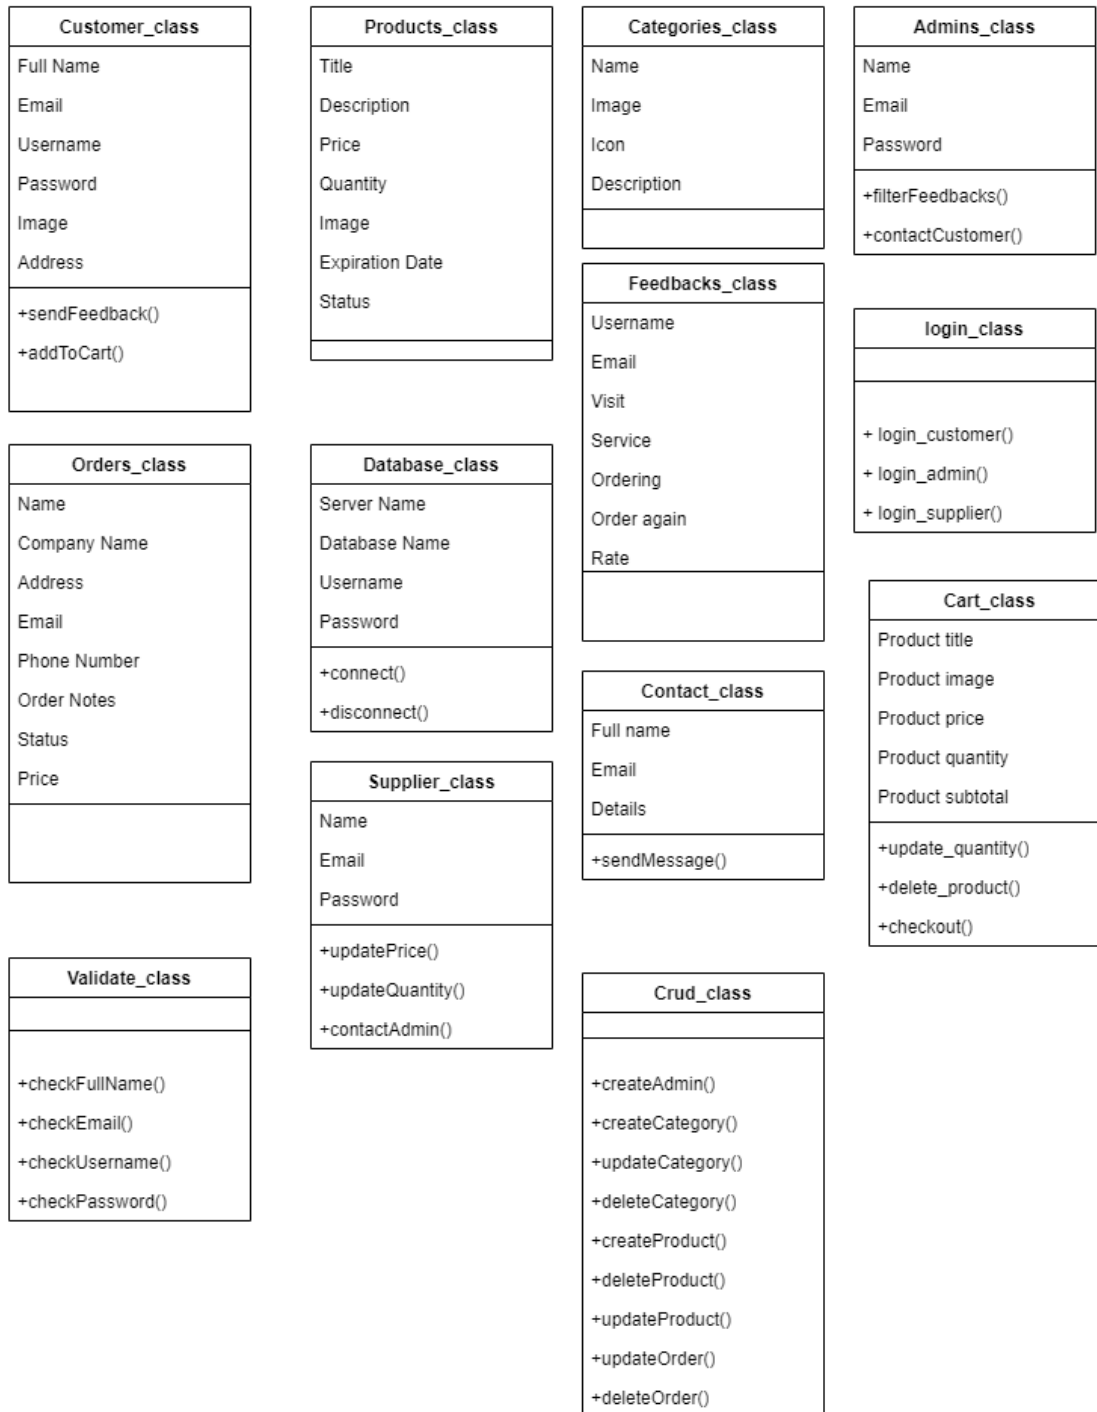 Customer_class
Full Name
Email
Username
Password
Image
Address
+sendFeedback()
+addToCart()
Products_class
Title
Description
Price
Quantity
Image
Expiration Date
Status
Categories_class
Name
Image
Icon
Description
Admins_class
Name
Email
Password
+filterFeedbacks()
+contactCustomer()
Feedbacks_class
Username
Email
Visit
Service
Ordering
Order again
Rate
login_class
+ login_customer()
+ login_admin()
+ login_supplier()
Orders_class
Name
Company Name
Address
Email
Phone Number
Order Notes
Status
Price
Database_class
Server Name
Database Name
Username
Password
+connect()
+disconnect()
Cart_class
Product title
Product image
Product price
Product quantity
Product subtotal
+update_quantity()
+delete_product()
+checkout()
Contact_class
Full name
Email
Details
+sendMessage()
Supplier_class
Name
Email
Password
+updatePrice()
+updateQuantity()
+contactAdmin()
Validate_class
+checkFullName()
+checkEmail()
+checkUsername()
+checkPassword()
Crud_class
+createAdmin()
+createCategory()
+updateCategory()
+deleteCategory()
+createProduct()
+deleteProduct()
+updateProduct()
+updateOrder()
+deleteOrder()